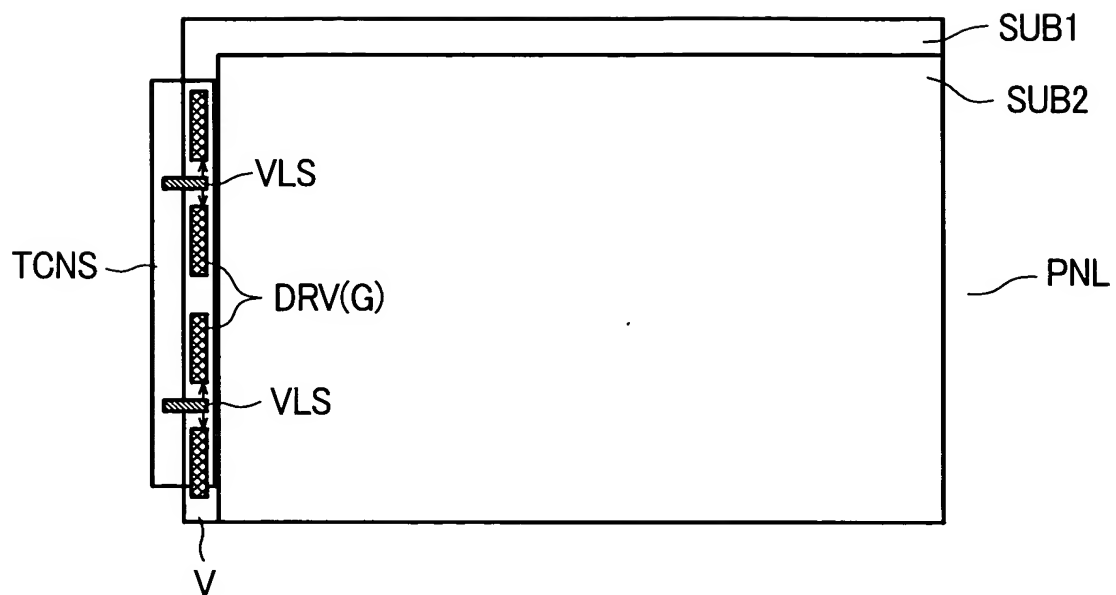 SUB1
SUB2
VLS
TCNS
PNL
DRV(G)
VLS
V